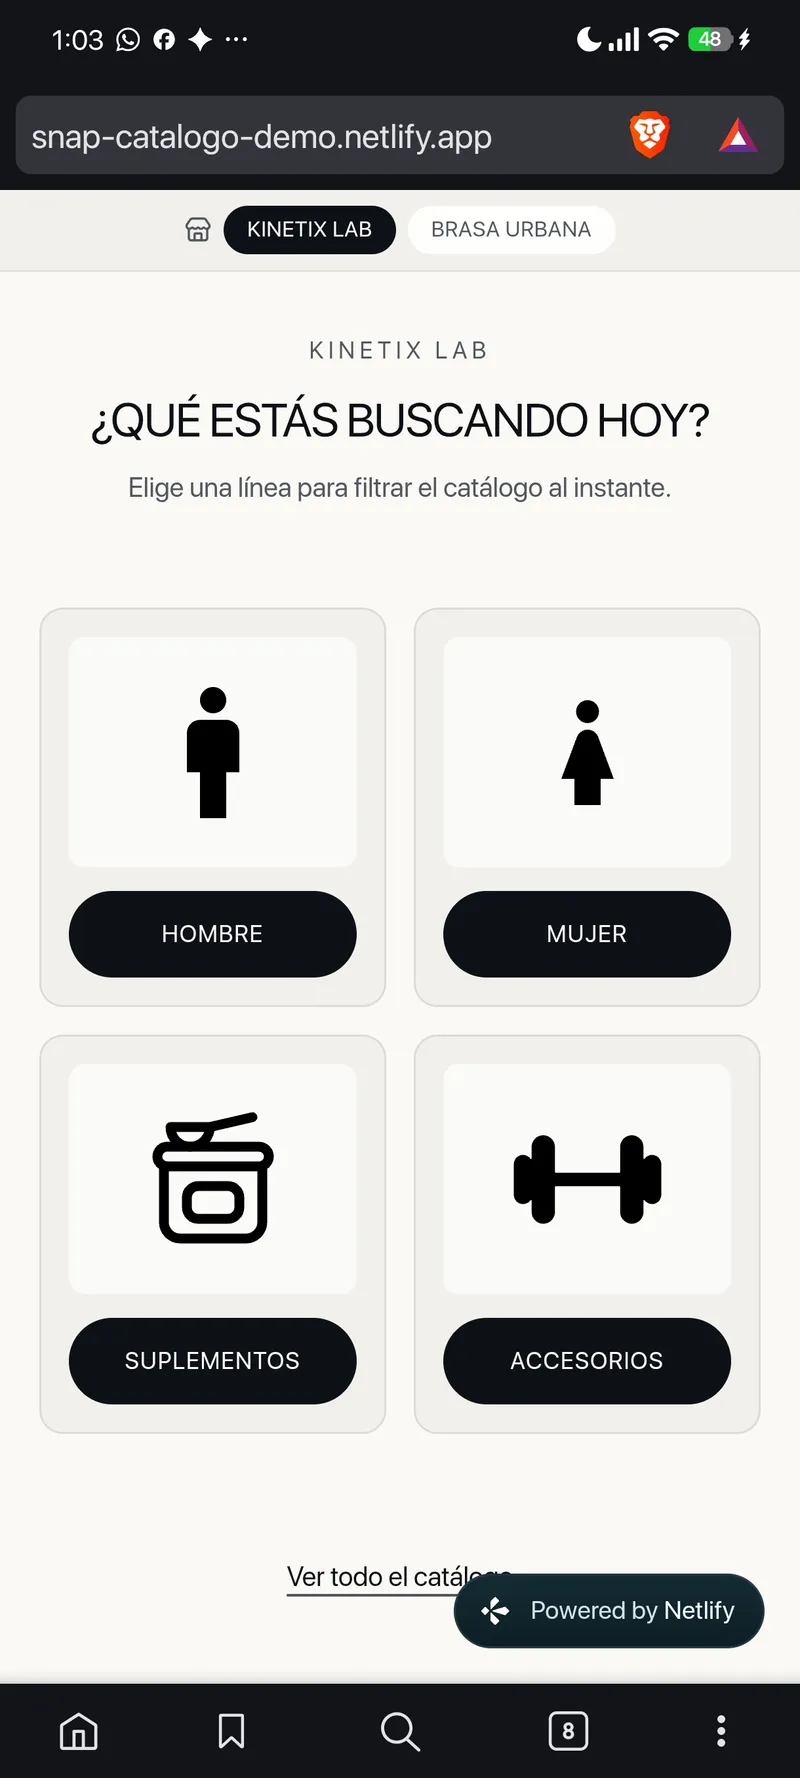 1:03
48
snap-catalogo-demo.netlify.app
KINETIX LAB
BRASA URBANA
KINETIX LAB
¿QUÉ ESTÁS BUSCANDO HOY?
Elige una línea para filtrar el catálogo al instante.
HOMBRE
MUJER
SUPLEMENTOS
ACCESORIOS
Ver todo el catálogo
Powered by Netlify
8